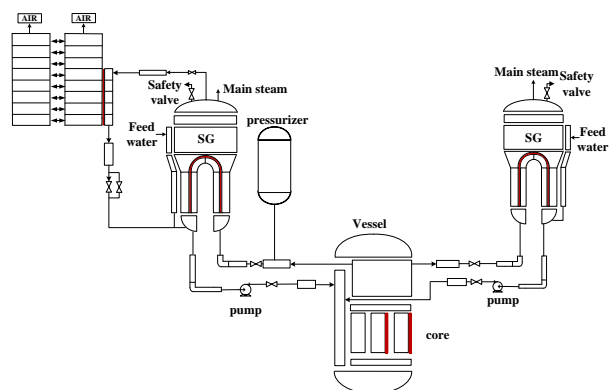 AIR
AIR
Main steam
Safety
valve
Main steam
Safety
valve
Feed
water
SG
pressurizer
SG
Feed
water
Vessel
pump
pump
core